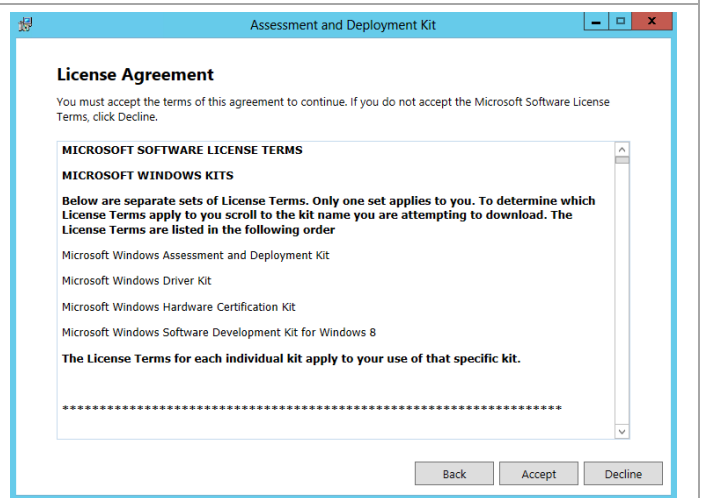 Assessment and Deployment Kit
License Agreement
You must accept the terms of this agreement to continue. If you do not accept the Microsoft Software License
Terms, click Decline.
MICROSOFT SOFTWARE LICENSE TERMS
MICROSOFT WINDOWS KITS
Below are separate sets of License Terms. Only one set applies to you. To determine which
License Terms apply to you scroll to the kit name you are attempting to download. The
License Terms are listed in the following order
Microsoft Windows Assessment and Deployment Kit
Microsoft Windows Driver Kit
Microsoft Windows Hardware Certification Kit
Microsoft Windows Software Development Kit for Windows 8
The License Terms for each individual kit apply to your use of that specific kit.
*******************************************************************
Back Accept Decline